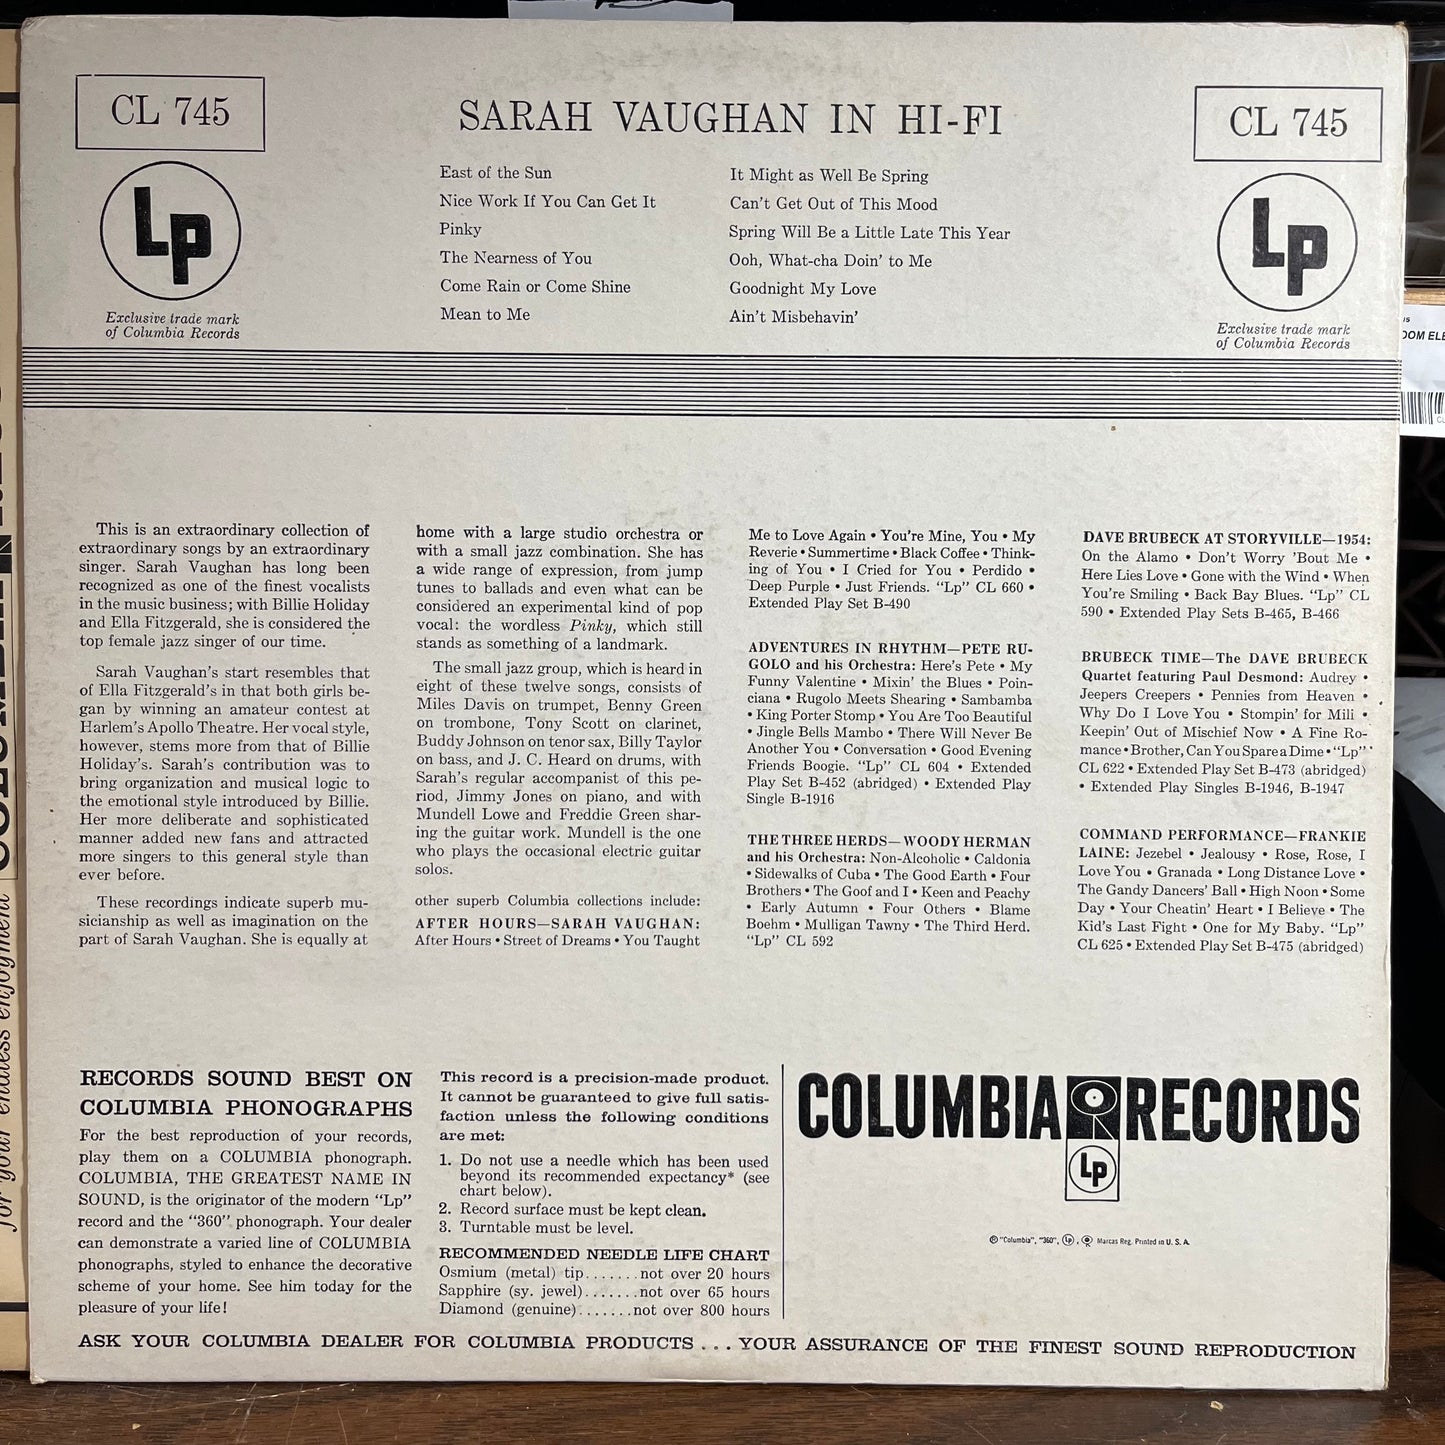 CL 745
SARAH VAUGHAN IN HI-FI
CL 745
Lp
Exclusive trade mark
of Columbia Records
East of the Sun
Nice Work If You Can Get It
Pinky
The Nearness of You
Come Rain or Come Shine
Mean to Me
It Might as Well Be Spring
Can't Get Out of This Mood
Spring Will Be a Little Late This Year
Ooh, What-cha Doin' to Me
Goodnight My Love
Ain't Misbehavin'
Lp
Exclusive trade mark
of Columbia Records
This is an extraordinary collection of
extraordinary songs by an extraordinary
singer. Sarah Vaughan has long been
recognized as one of the finest vocalists
in the music business; with Billie Holiday
and Ella Fitzgerald, she is considered the
top female jazz singer of our time.
Sarah Vaughan's start resembles that
of Ella Fitzgerald's in that both girls be-
gan by winning an amateur contest at
Harlem's Apollo Theatre. Her vocal style,
however, stems more from that of Billie
Holiday's. Sarah's contribution was to
bring organization and musical logic to
the emotional style introduced by Billie.
Her more deliberate and sophisticated
manner added new fans and attracted
more singers to this general style than
ever before.
These recordings indicate superb mu-
sicianship as well as imagination on the
part of Sarah Vaughan. She is equally at
home with a large studio orchestra or
with a small jazz combination. She has
a wide range of expression, from jump
tunes to ballads and even what can be
considered an experimental kind of pop
vocal: the wordless Pinky, which still
stands as something of a landmark.
The small jazz group, which is heard in
eight of these twelve songs, consists of
Miles Davis on trumpet, Benny Green
on trombone, Tony Scott on clarinet,
Buddy Johnson on tenor sax, Billy Taylor
on bass, and J. C. Heard on drums, with
Sarah's regular accompanist of this pe-
riod, Jimmy Jones on piano, and with
Mundell Lowe and Freddie Green shar-
ing the guitar work. Mundell is the one
who plays the occasional electric guitar
solos.
other superb Columbia collections include:
AFTER HOURS—SARAH VAUGHAN:
After Hours • Street of Dreams • You Taught
Me to Love Again • You're Mine, You • My
Reverie • Summertime • Black Coffee • Think-
ing of You • I Cried for You • Perdido •
Deep Purple • Just Friends. "Lp" CL 660 •
Extended Play Set B-490
ADVENTURES IN RHYTHM—PETE RU-
GOLO and his Orchestra: Here's Pete • My
Funny Valentine • Mixin' the Blues • Poin-
ciana • Rugolo Meets Shearing • Sambamba
• King Porter Stomp • You Are Too Beautiful
• Jingle Bells Mambo • There Will Never Be
Another You • Conversation • Good Evening
Friends Boogie. "Lp" CL 604 • Extended
Play Set B-452 (abridged) • Extended Play
Single B-1916
THE THREE HERDS—WOODY HERMAN
and his Orchestra: Non-Alcoholic • Caldonia
• Sidewalks of Cuba • The Good Earth • Four
Brothers • The Goof and I • Keen and Peachy
• Early Autumn • Four Others • Blame
Boehm • Mulligan Tawny • The Third Herd.
"Lp" CL 592
DAVE BRUBECK AT STORYVILLE—1954:
On the Alamo • Don't Worry 'Bout Me •
Here Lies Love • Gone with the Wind • When
You're Smiling • Back Bay Blues. "Lp" CL
590 • Extended Play Sets B-465, B-466
BRUBECK TIME—The DAVE BRUBECK
Quartet featuring Paul Desmond: Audrey •
Jeepers Creepers • Pennies from Heaven •
Why Do I Love You • Stompin' for Mili •
Keepin' Out of Mischief Now • A Fine Ro-
mance • Brother, Can You Spare a Dime • "Lp"
CL 622 • Extended Play Set B-473 (abridged)
• Extended Play Singles B-1946, B-1947
COMMAND PERFORMANCE—FRANKIE
LAINE: Jezebel • Jealousy • Rose, Rose, I
Love You • Granada • Long Distance Love •
The Gandy Dancers' Ball • High Noon • Some
Day • Your Cheatin' Heart • I Believe • The
Kid's Last Fight • One for My Baby. "Lp"
CL 625 • Extended Play Set B-475 (abridged)
RECORDS SOUND BEST ON
COLUMBIA PHONOGRAPHS
For the best reproduction of your records,
play them on a COLUMBIA phonograph.
COLUMBIA, THE GREATEST NAME IN
SOUND, is the originator of the modern "Lp"
record and the "360" phonograph. Your dealer
can demonstrate a varied line of COLUMBIA
phonographs, styled to enhance the decorative
scheme of your home. See him today for the
pleasure of your life!
This record is a precision-made product.
It cannot be guaranteed to give full satis-
faction unless the following conditions
are met:
1. Do not use a needle which has been used
beyond its recommended expectancy* (see
chart below).
2. Record surface must be kept clean.
3. Turntable must be level.
RECOMMENDED NEEDLE LIFE CHART
Osmium (metal) tip.......not over 20 hours
Sapphire (sy. jewel).......not over 65 hours
Diamond (genuine).......not over 800 hours
COLUMBIA RECORDS
Lp
® "Columbia", "360", Lp, Marcas Reg. Printed in U. S. A.
ASK YOUR COLUMBIA DEALER FOR COLUMBIA PRODUCTS ... YOUR ASSURANCE OF THE FINEST SOUND REPRODUCTION
for your endless enjoyment